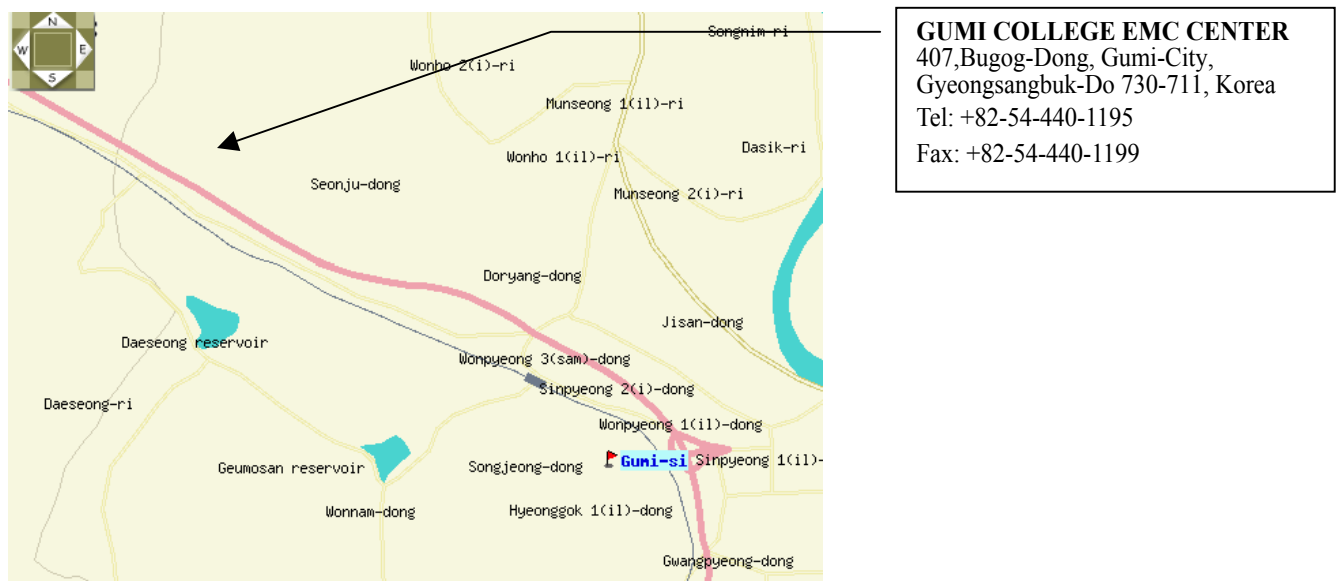 N
W
E
S
GUMI COLLEGE EMC CENTER
407,Bugog-Dong, Gumi-City,
Gyeongsangbuk-Do 730-711, Korea
Tel: +82-54-440-1195
Fax: +82-54-440-1199
Songnim-ri
Wonho 2(i)-ri
Munseong 1(il)-ri
Dasik-ri
Wonho 1(il)-ri
Seonju-dong
Munseong 2(i)-ri
Doryang-dong
Jisan-dong
Daeseong reservoir
Wonpyeong 3(sam)-dong
Sinpyeong 2(i)-dong
Daeseong-ri
Wonpyeong 1(il)-dong
Geumosan reservoir
Songjeong-dong
Gumi-si
Sinpyeong 1(il)-
Wonnam-dong
Hyeonggok 1(il)-dong
Gwangpyeong-dong